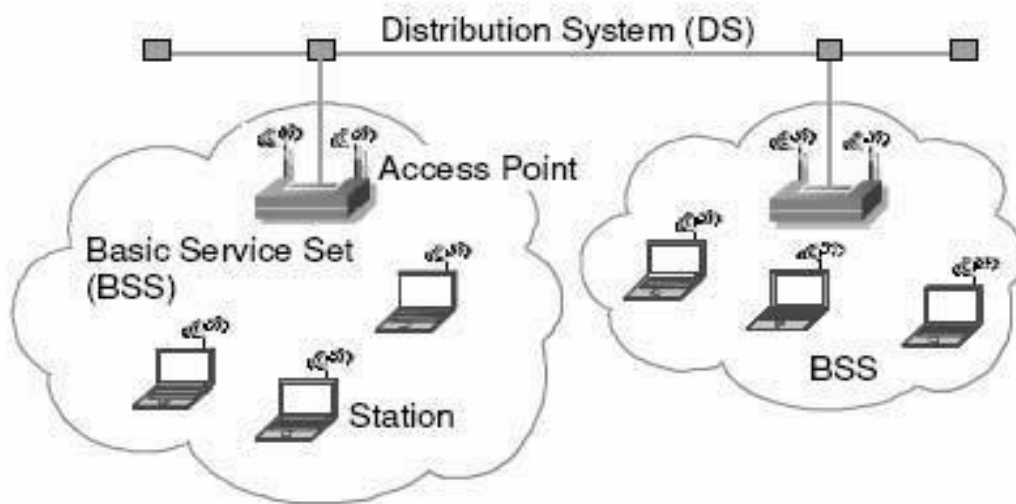 Distribution System (DS)
Access Point
Basic Service Set
(BSS)
BSS
Station